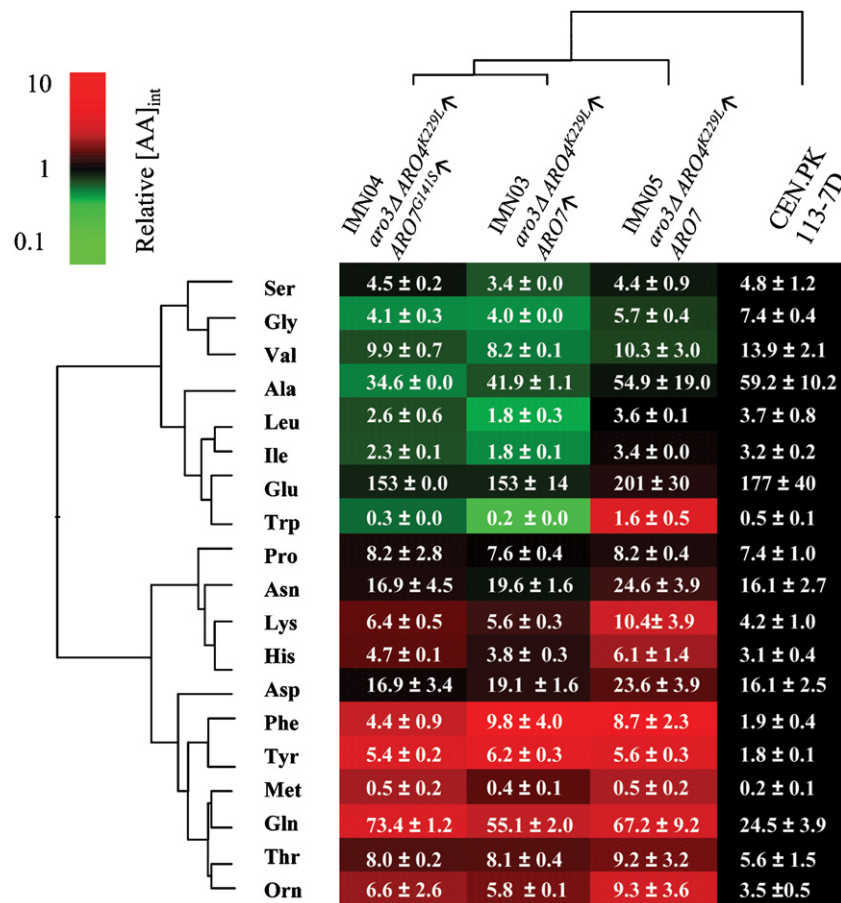 10
1
0.1
Relative [AA]int
IMN04
aro3Δ ARO4K229L↑
ARO7G141S↑
IMN03
aro3Δ ARO4K229L↑
ARO7↑
IMN05
aro3Δ ARO4K229L↑
ARO7
CEN.PK
113-7D
Ser 4.5 ± 0.2 3.4 ± 0.0 4.4 ± 0.9 4.8 ± 1.2
Gly 4.1 ± 0.3 4.0 ± 0.0 5.7 ± 0.4 7.4 ± 0.4
Val 9.9 ± 0.7 8.2 ± 0.1 10.3 ± 3.0 13.9 ± 2.1
Ala 34.6 ± 0.0 41.9 ± 1.1 54.9 ± 19.0 59.2 ± 10.2
Leu 2.6 ± 0.6 1.8 ± 0.3 3.6 ± 0.1 3.7 ± 0.8
Ile 2.3 ± 0.1 1.8 ± 0.1 3.4 ± 0.0 3.2 ± 0.2
Glu 153 ± 0.0 153 ± 14 201 ± 30 177 ± 40
Trp 0.3 ± 0.0 0.2 ± 0.0 1.6 ± 0.5 0.5 ± 0.1
Pro 8.2 ± 2.8 7.6 ± 0.4 8.2 ± 0.4 7.4 ± 1.0
Asn 16.9 ± 4.5 19.6 ± 1.6 24.6 ± 3.9 16.1 ± 2.7
Lys 6.4 ± 0.5 5.6 ± 0.3 10.4± 3.9 4.2 ± 1.0
His 4.7 ± 0.1 3.8 ± 0.3 6.1 ± 1.4 3.1 ± 0.4
Asp 16.9 ± 3.4 19.1 ± 1.6 23.6 ± 3.9 16.1 ± 2.5
Phe 4.4 ± 0.9 9.8 ± 4.0 8.7 ± 2.3 1.9 ± 0.4
Tyr 5.4 ± 0.2 6.2 ± 0.3 5.6 ± 0.3 1.8 ± 0.1
Met 0.5 ± 0.2 0.4 ± 0.1 0.5 ± 0.2 0.2 ± 0.1
Gln 73.4 ± 1.2 55.1 ± 2.0 67.2 ± 9.2 24.5 ± 3.9
Thr 8.0 ± 0.2 8.1 ± 0.4 9.2 ± 3.2 5.6 ± 1.5
Orn 6.6 ± 2.6 5.8 ± 0.1 9.3 ± 3.6 3.5 ±0.5